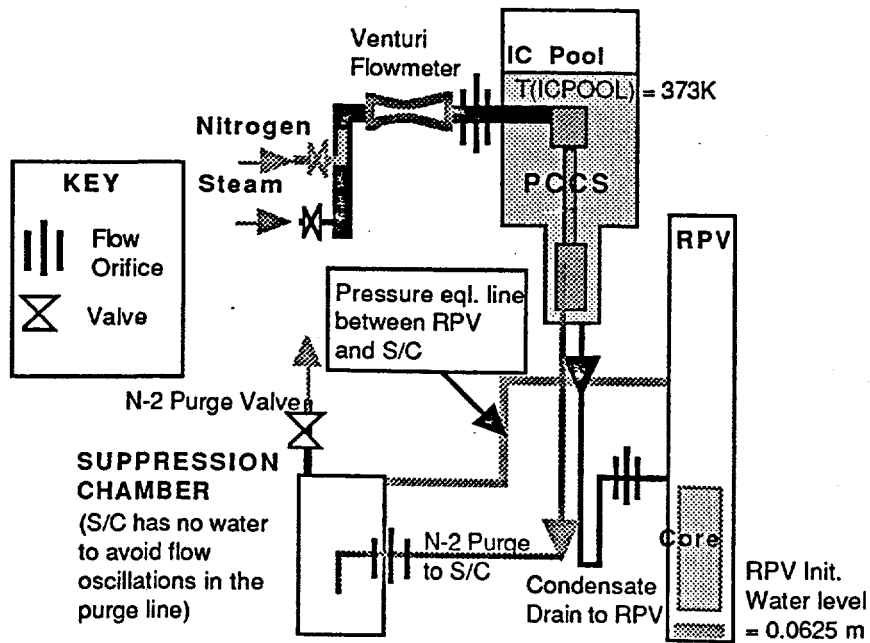 Venturi
Flowmeter
IC Pool
T(ICPOOL) = 373K
Nitrogen
Steam
PCCS
KEY
Flow
Orifice
Valve
RPV
Pressure eql. line
between RPV
and S/C
N-2 Purge Valve
SUPPRESSION
CHAMBER
(S/C has no water
to avoid flow
oscillations in the
purge line)
N-2 Purge
to S/C
Condensate
Drain to RPV
Core
RPV Init.
Water level
= 0.0625 m